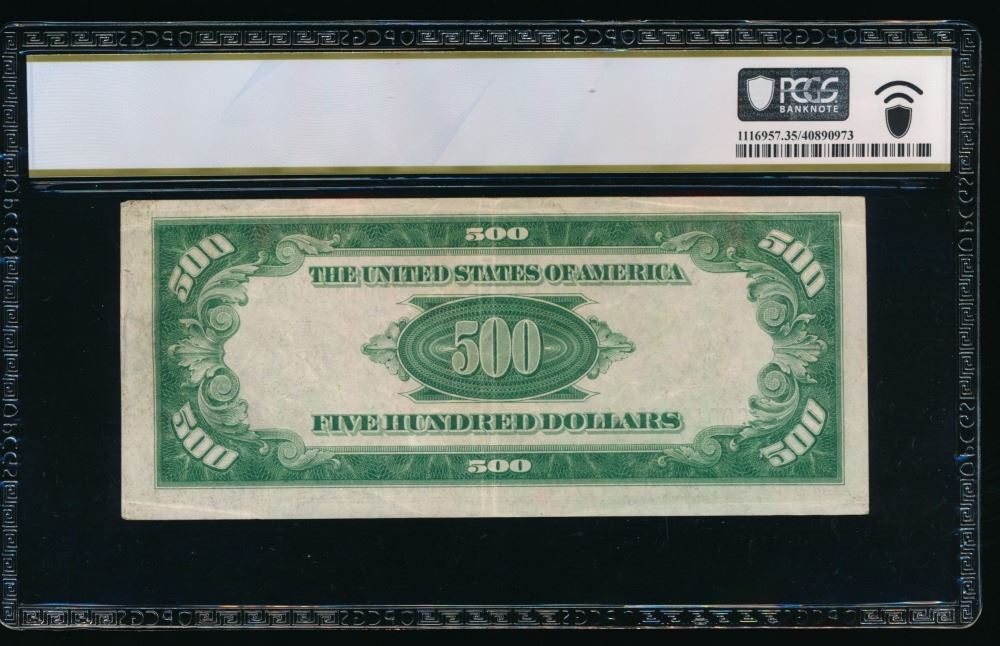 PCGS
BANKNOTE
1116957.35/40890973
500
500 500
THE UNITED STATES OF AMERICA
500
FIVE HUNDRED DOLLARS
500 500
500